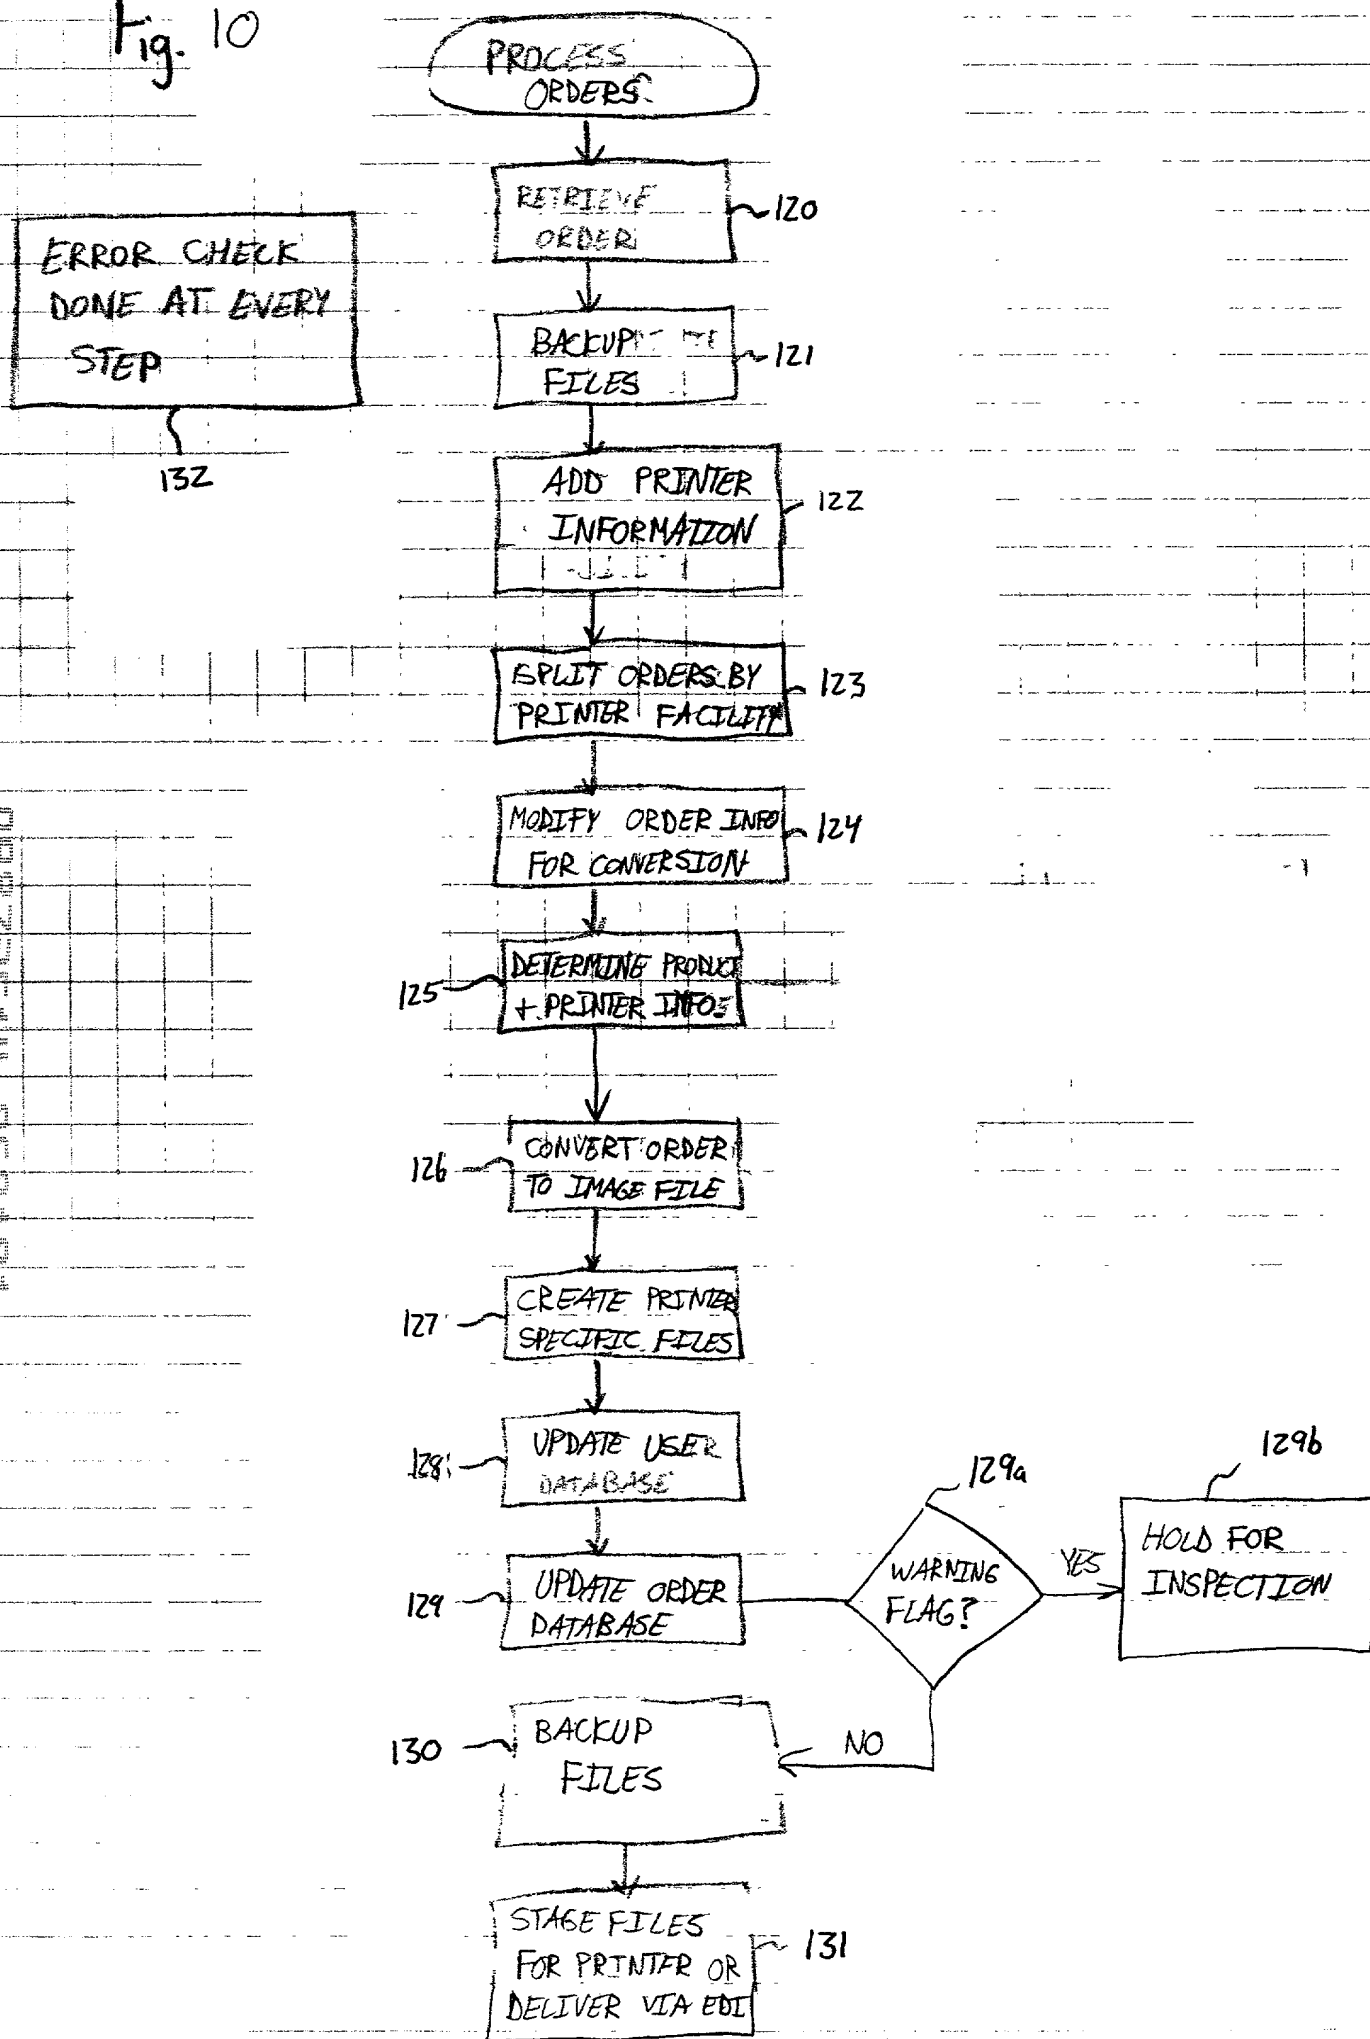 Fig. 10
PROCESS
ORDERS
RETRIEVE
ORDER
120
ERROR CHECK
DONE AT EVERY
STEP
132
BACKUP
FILES
121
ADD PRINTER
INFORMATION
122
SPLIT ORDERS BY
PRINTER FACILITY
123
MODIFY ORDER INFO
FOR CONVERSION
124
DETERMINE PRODUCT
+ PRINTER INFO
125
CONVERT ORDER
TO IMAGE FILE
126
CREATE PRINTER
SPECIFIC FILES
127
UPDATE USER
DATABASE
128
UPDATE ORDER
DATABASE
129
WARNING
FLAG?
129a
YES
HOLD FOR
INSPECTION
129b
NO
BACKUP
FILES
130
STAGE FILES
FOR PRINTER OR
DELIVER VIA EDI
131